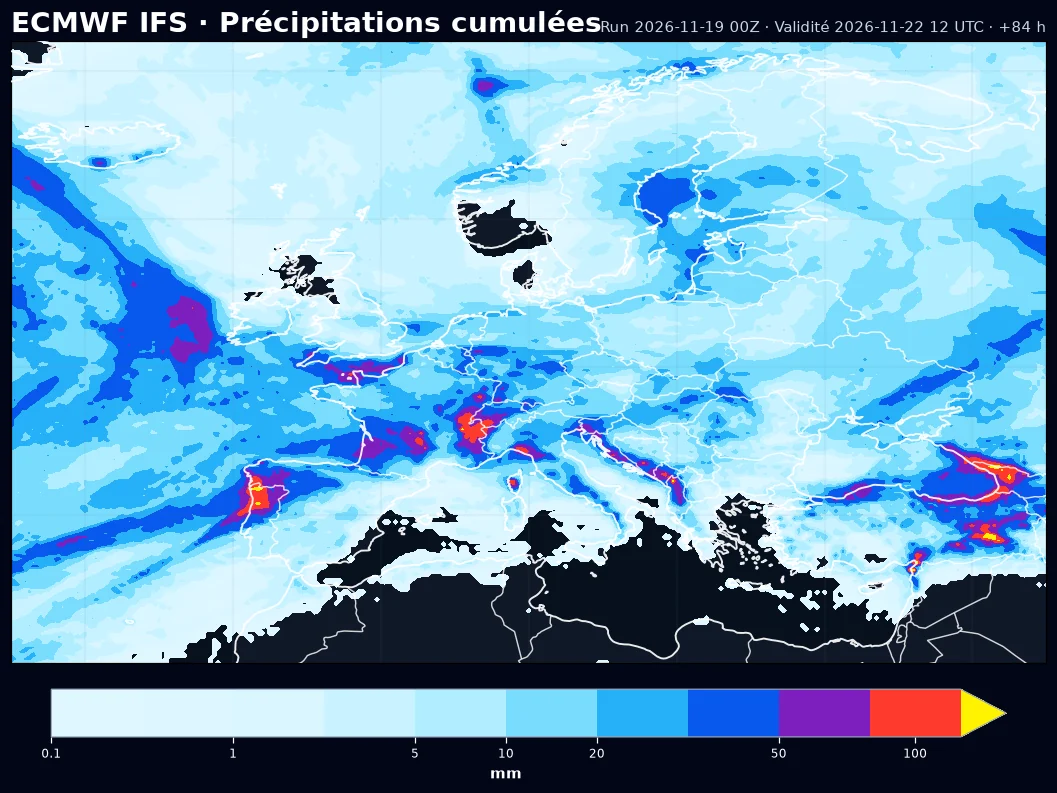 ECMWF IFS · Précipitations cumulées
Run 2026-11-19 00Z · Validité 2026-11-22 12 UTC · +84 h
0.1 1 5 10 20 50 100
mm